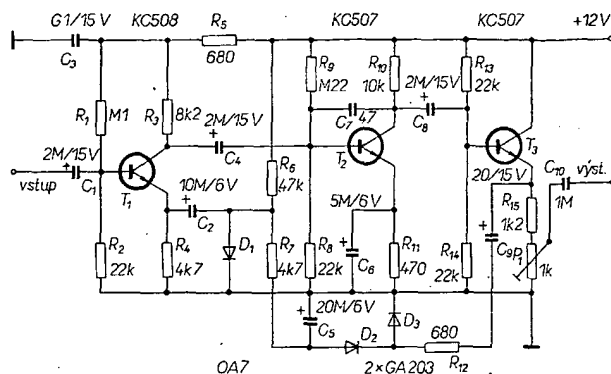 G1/15 V KC508 R5 KC507 KC507 +12V
C3 680
R9 M22 R10 10k R13 22k
R1 M1 R3 8k2 2M/15V C7 47 2M/15 V C8
2M/15V C1 C4 R6 47k T2 T3 C10 výst.
vstup T1 10M/6V C2 5M/6V 20/15 V 1M
R15 1k2
R2 22k R4 4k7 D1 R7 4k7 R8 22k C6 R11 470 R14 22k C9 P1 1k
20M/6V C5 D2 D3 680 R12
OA7 2×GA203